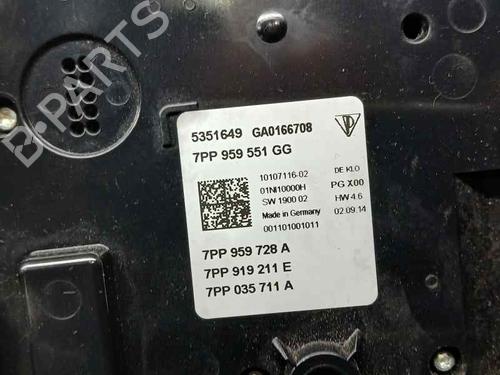 B-PARTS
5351649 GA0166708
7PP 959 551 GG
10107116-02 DE KLO
01NI10000H PG X00
SW 1900 02 HW 4.6
Made in Germany 02.09.14
001101001011
7PP 959 728 A
7PP 919 211 E
7PP 035 711 A